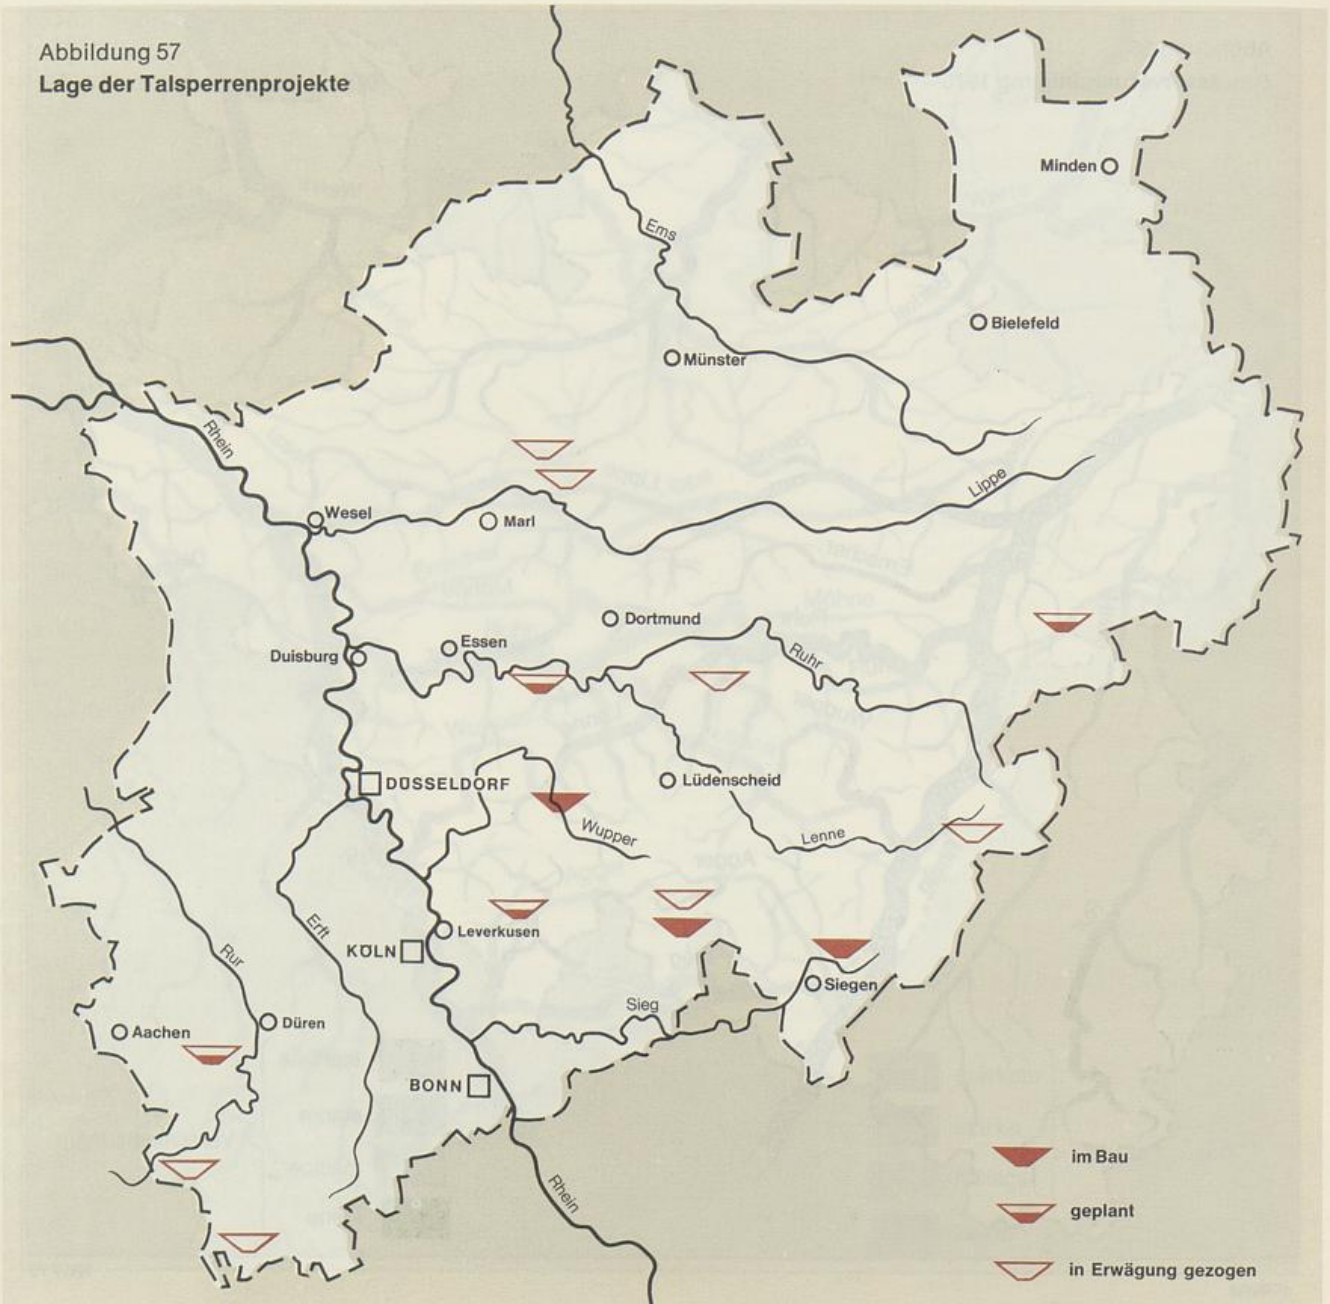 Abbildung 57
Lage der Talsperrenprojekte
Minden
Ems
Bielefeld
Münster
Rhein
Lippe
Wesel
Marl
Dortmund
Essen
Duisburg
Ruhr
DÜSSELDORF
Lüdenscheid
Wupper
Lenne
Erft
Leverkusen
KÖLN
Rur
Siegen
Sieg
Düren
Aachen
BONN
Rhein
im Bau
geplant
in Erwägung gezogen